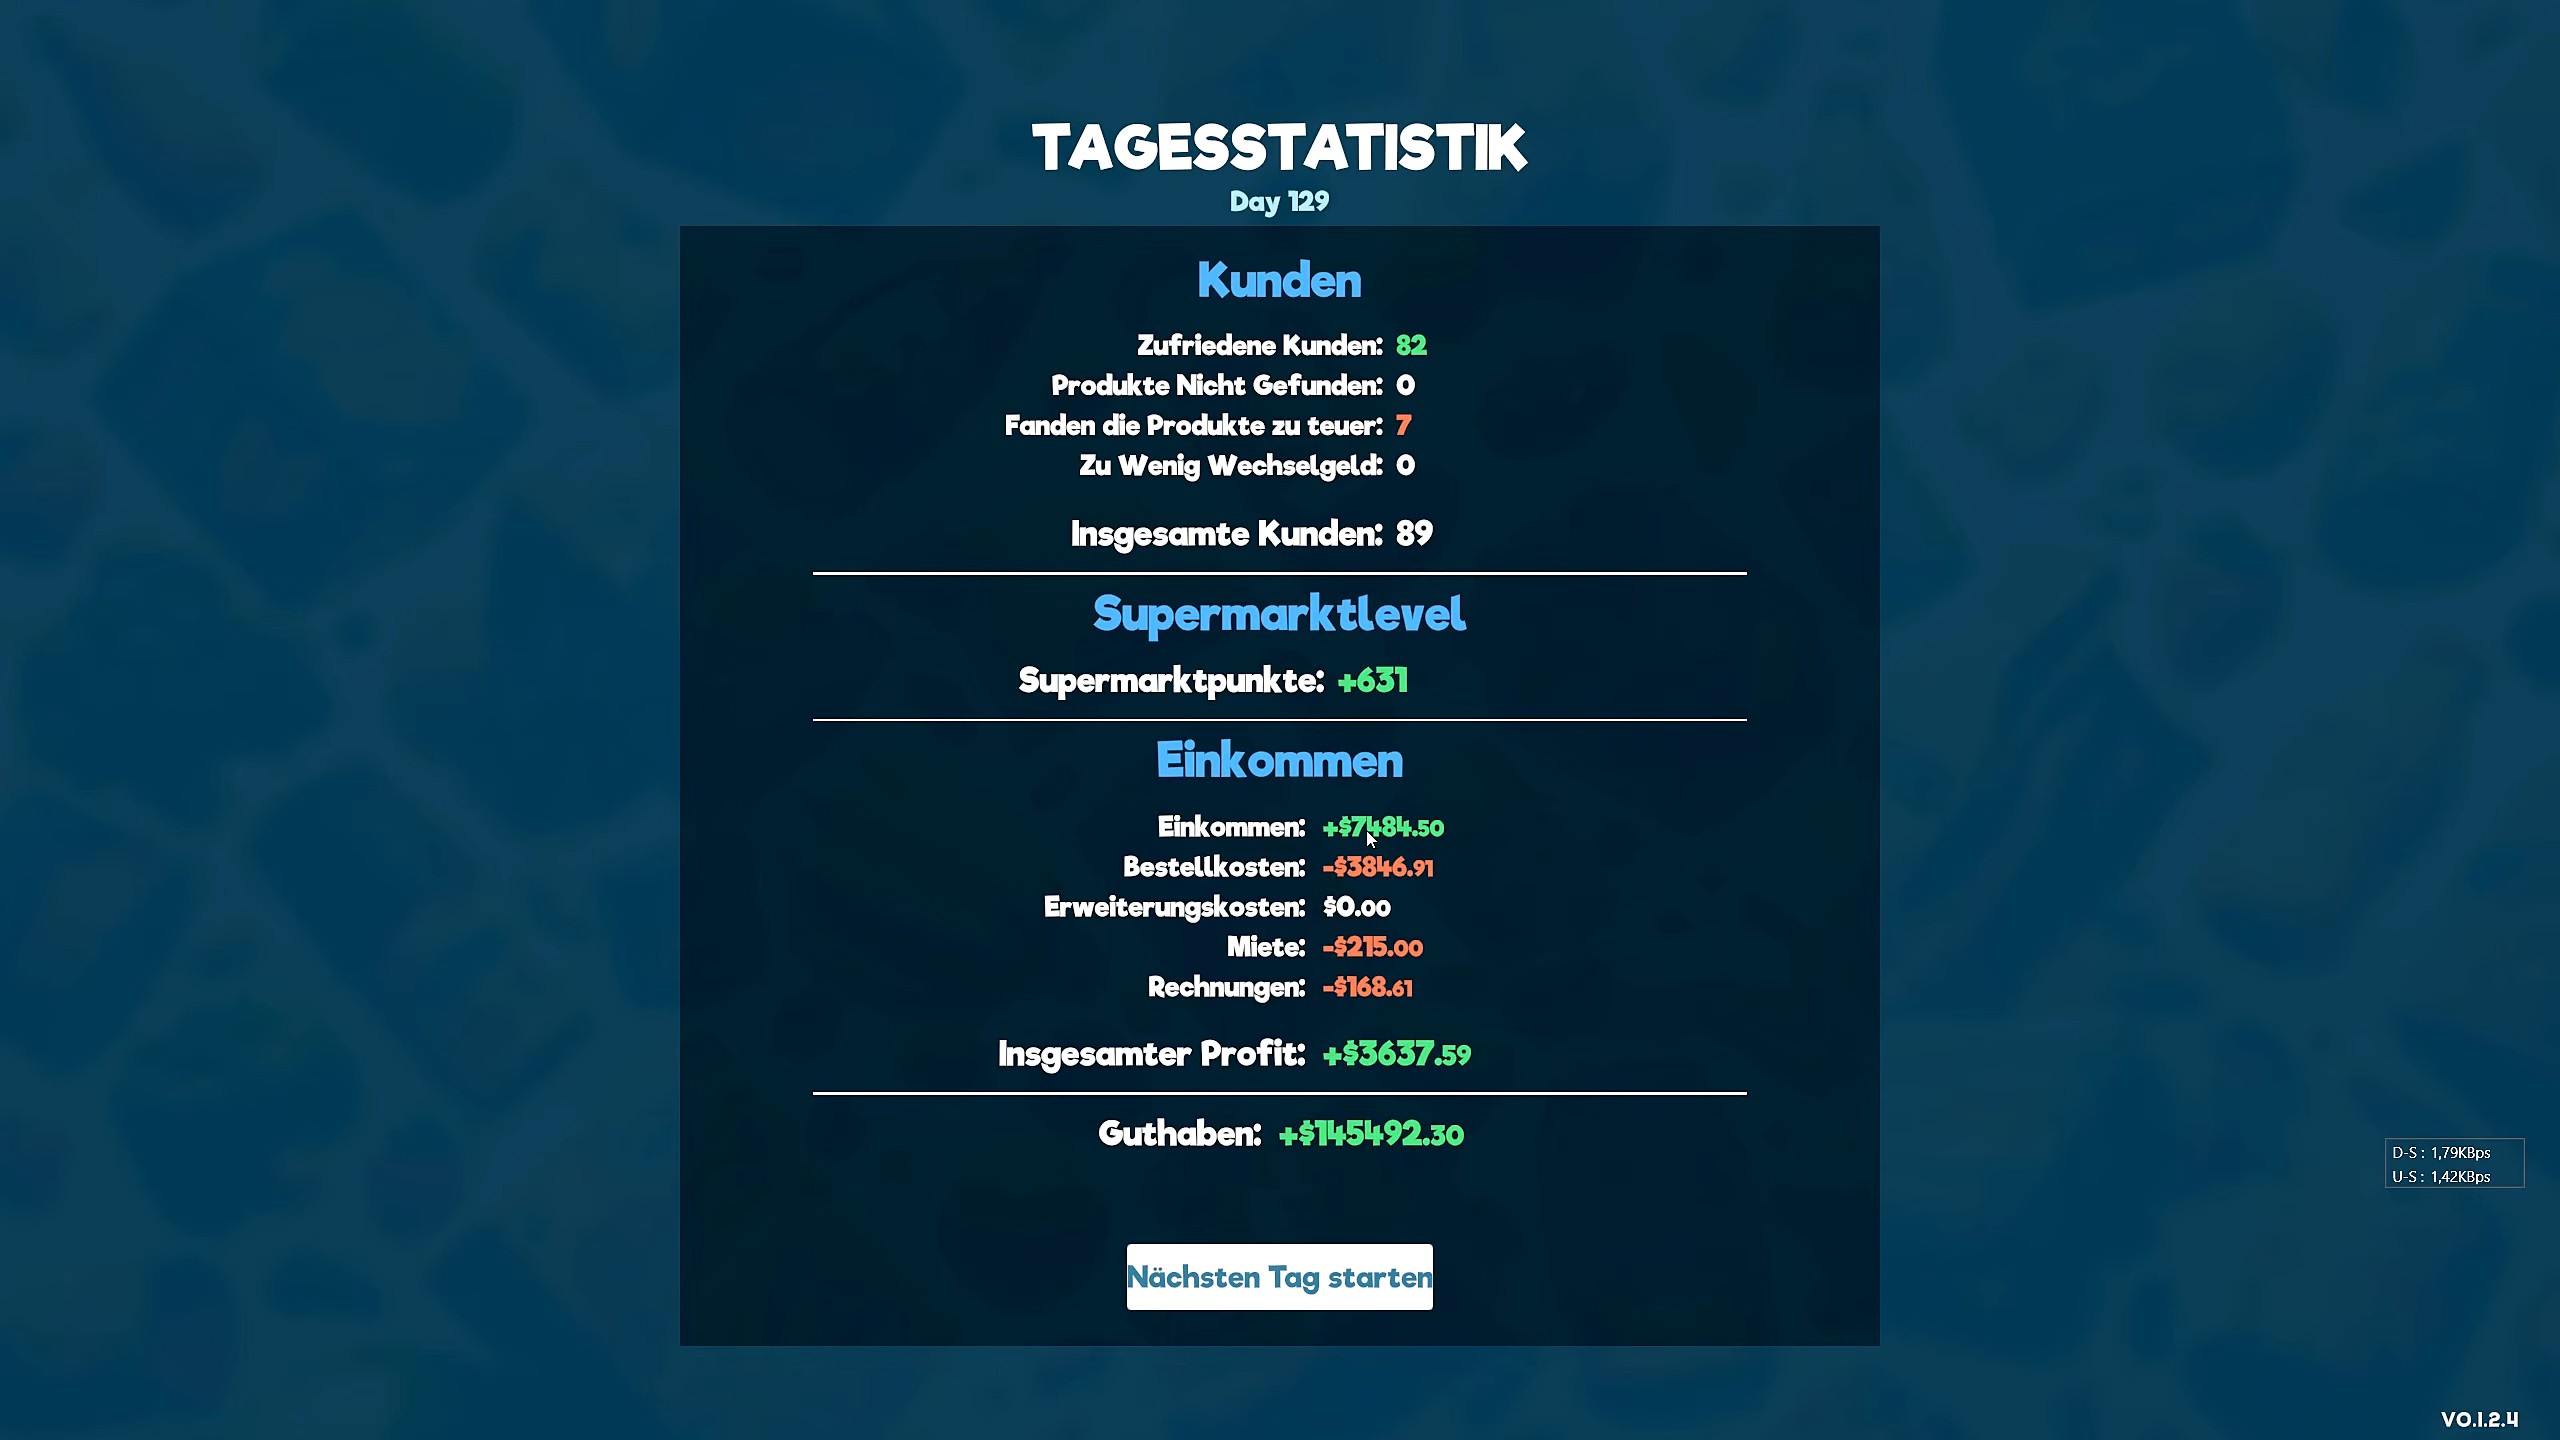 TAGESSTATISTIK
Day 129
Kunden
Zufriedene Kunden: 82
Produkte Nicht Gefunden: 0
Fanden die Produkte zu teuer: 7
Zu Wenig Wechselgeld: 0
Insgesamte Kunden: 89
Supermarktlevel
Supermarktpunkte: +631
Einkommen
Einkommen: +$7484.50
Bestellkosten: -$3846.91
Erweiterungskosten: $0.00
Miete: -$215.00
Rechnungen: -$168.61
Insgesamter Profit: +$3637.59
Guthaben: +$145492.30
D-S : 1,79KBps
U-S : 1,42KBps
Nächsten Tag starten
V0.1.2.4